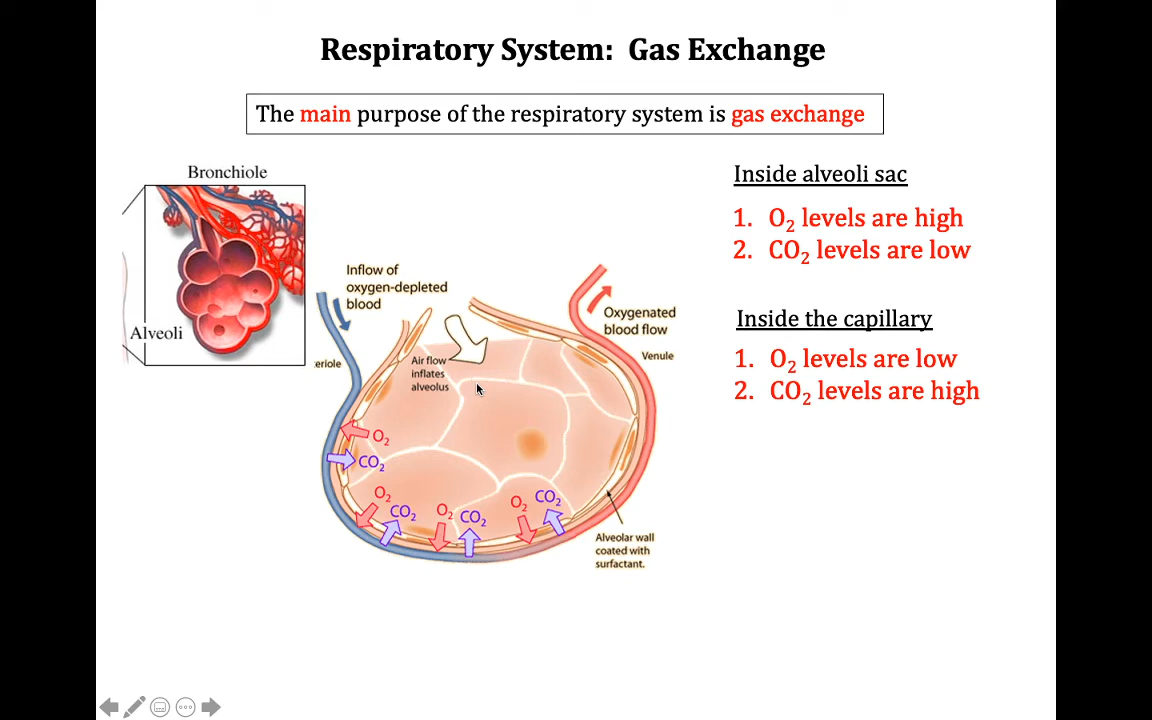 Respiratory System: Gas Exchange
The main purpose of the respiratory system is gas exchange
Bronchiole
Alveoli
Inflow of
oxygen-depleted
blood
eriole
Air flow
inflates
alveolus
Oxygenated
blood flow
Venule
O₂
CO₂
O₂
CO₂
O₂
CO₂
O₂
CO₂
Alveolar wall
coated with
surfactant.
Inside alveoli sac
1. O₂ levels are high
2. CO₂ levels are low
Inside the capillary
1. O₂ levels are low
2. CO₂ levels are high